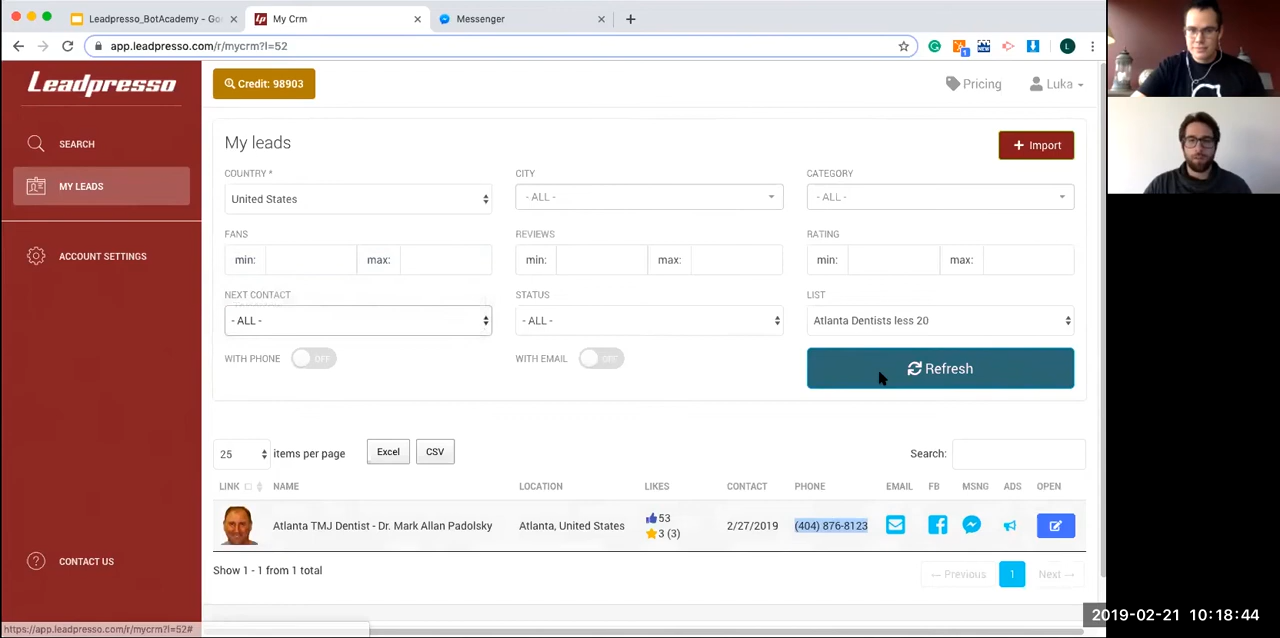 Leadpresso_BotAcademy - Go
My Crm
Messenger
app.leadpresso.com/r/mycrm?l=52
1
L
Leadpresso
Credit: 98903
Pricing
Luka
SEARCH
MY LEADS
ACCOUNT SETTINGS
CONTACT US
My leads
+ Import
COUNTRY *
CITY
CATEGORY
United States
- ALL -
- ALL -
FANS
REVIEWS
RATING
min: max:
min: max:
min: max:
NEXT CONTACT
STATUS
LIST
- ALL -
- ALL -
Atlanta Dentists less 20
WITH PHONE OFF
WITH EMAIL OFF
Refresh
25 items per page
Excel
CSV
Search:
LINK NAME LOCATION LIKES CONTACT PHONE EMAIL FB MSNG ADS OPEN
Atlanta TMJ Dentist - Dr. Mark Allan Padolsky
Atlanta, United States
53
3 (3)
2/27/2019
(404) 876-8123
Show 1 - 1 from 1 total
← Previous 1 Next →
https://app.leadpresso.com/r/mycrm?l=52#
2019-02-21 10:18:44